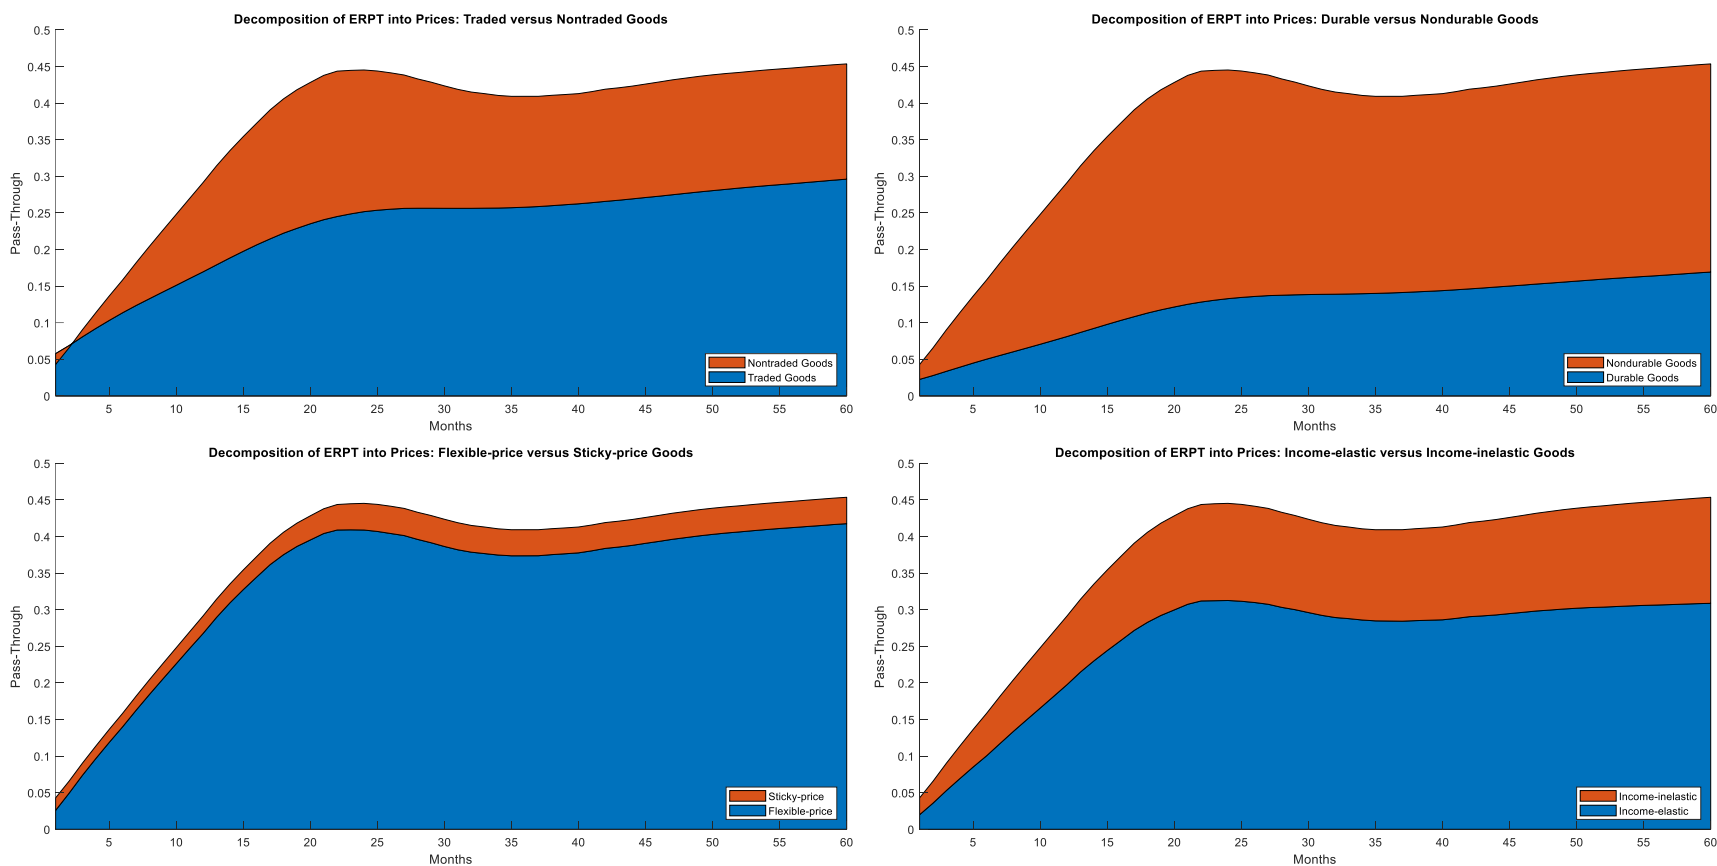 Decomposition of ERPT into Prices: Traded versus Nontraded Goods
0.5
0.45
0.4
0.35
0.3
0.25
0.2
0.15
0.1
0.05
0
Pass-Through
Nontraded Goods
Traded Goods
5 10 15 20 25 30 35 40 45 50 55 60
Months
Decomposition of ERPT into Prices: Durable versus Nondurable Goods
0.5
0.45
0.4
0.35
0.3
0.25
0.2
0.15
0.1
0.05
0
Pass-Through
Nondurable Goods
Durable Goods
5 10 15 20 25 30 35 40 45 50 55 60
Months
Decomposition of ERPT into Prices: Flexible-price versus Sticky-price Goods
0.5
0.45
0.4
0.35
0.3
0.25
0.2
0.15
0.1
0.05
0
Pass-Through
Sticky-price
Flexible-price
5 10 15 20 25 30 35 40 45 50 55 60
Months
Decomposition of ERPT into Prices: Income-elastic versus Income-inelastic Goods
0.5
0.45
0.4
0.35
0.3
0.25
0.2
0.15
0.1
0.05
0
Pass-Through
Income-inelastic
Income-elastic
5 10 15 20 25 30 35 40 45 50 55 60
Months